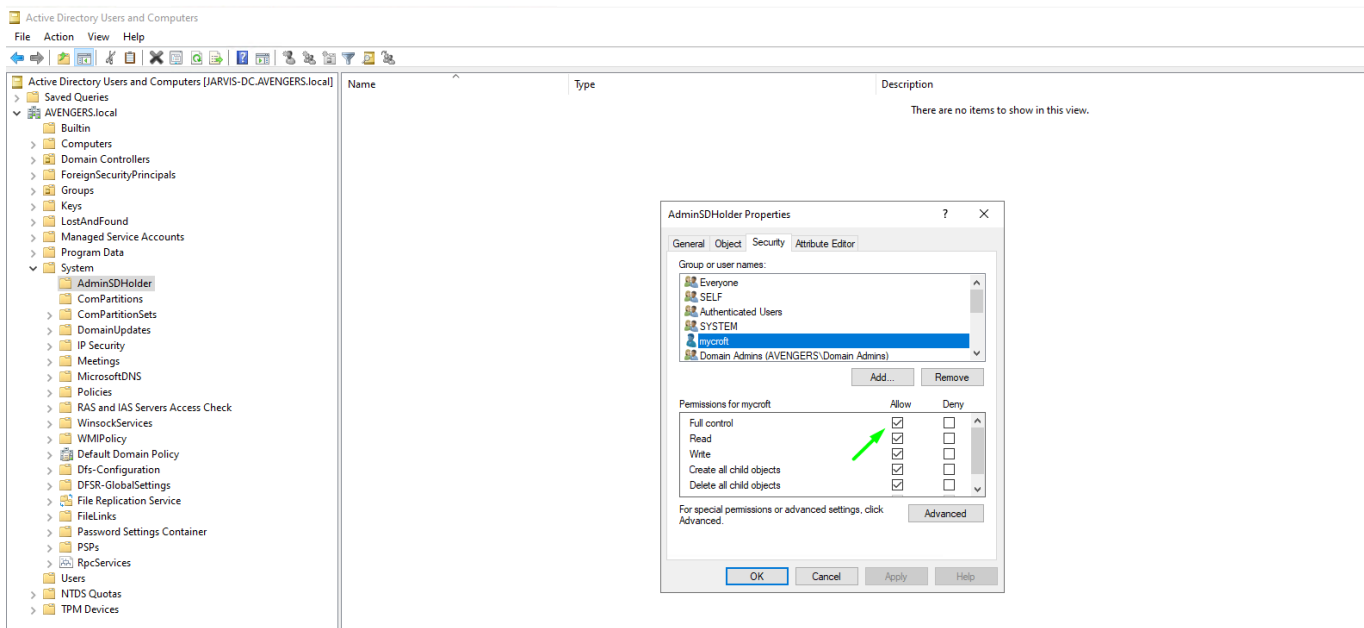 Active Directory Users and Computers
File Action View Help
Active Directory Users and Computers [JARVIS-DC.AVENGERS.local]
Saved Queries
AVENGERS.local
Builtin
Computers
Domain Controllers
ForeignSecurityPrincipals
Groups
Keys
LostAndFound
Managed Service Accounts
Program Data
System
AdminSDHolder
ComPartitions
ComPartitionSets
DomainUpdates
IP Security
Meetings
MicrosoftDNS
Policies
RAS and IAS Servers Access Check
WinsockServices
WMIPolicy
Default Domain Policy
Dfs-Configuration
DFSR-GlobalSettings
File Replication Service
FileLinks
Password Settings Container
PSPs
RpcServices
Users
NTDS Quotas
TPM Devices
Name Type Description
There are no items to show in this view.
AdminSDHolder Properties ?
General Object Security Attribute Editor
Group or user names:
Everyone
SELF
Authenticated Users
SYSTEM
mycroft
Domain Admins (AVENGERS\Domain Admins)
Add... Remove
Permissions for mycroft Allow Deny
Full control
Read
Write
Create all child objects
Delete all child objects
For special permissions or advanced settings, click
Advanced.
Advanced
OK Cancel Apply Help